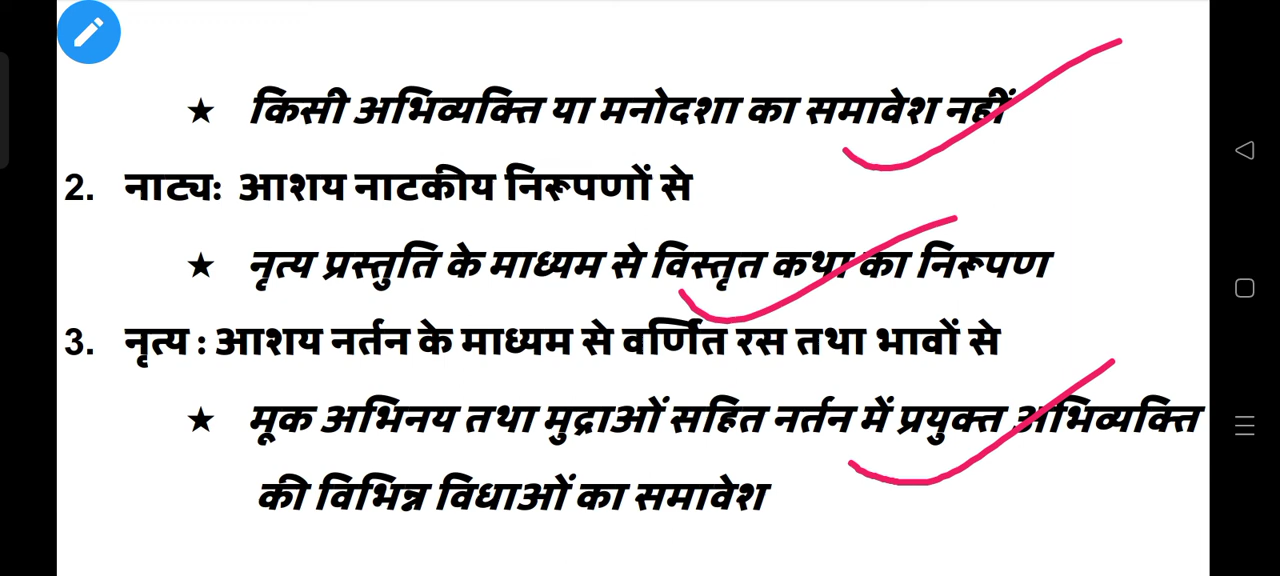 ★ किसी अभिव्यक्ति या मनोदशा का समावेश नहीं
2. नाट्यः आशय नाटकीय निरूपणों से
★ नृत्य प्रस्तुति के माध्यम से विस्तृत कथा का निरूपण
3. नृत्य : आशय नर्तन के माध्यम से वर्णित रस तथा भावों से
★ मूक अभिनय तथा मुद्राओं सहित नर्तन में प्रयुक्त अभिव्यक्ति
की विभिन्न विधाओं का समावेश